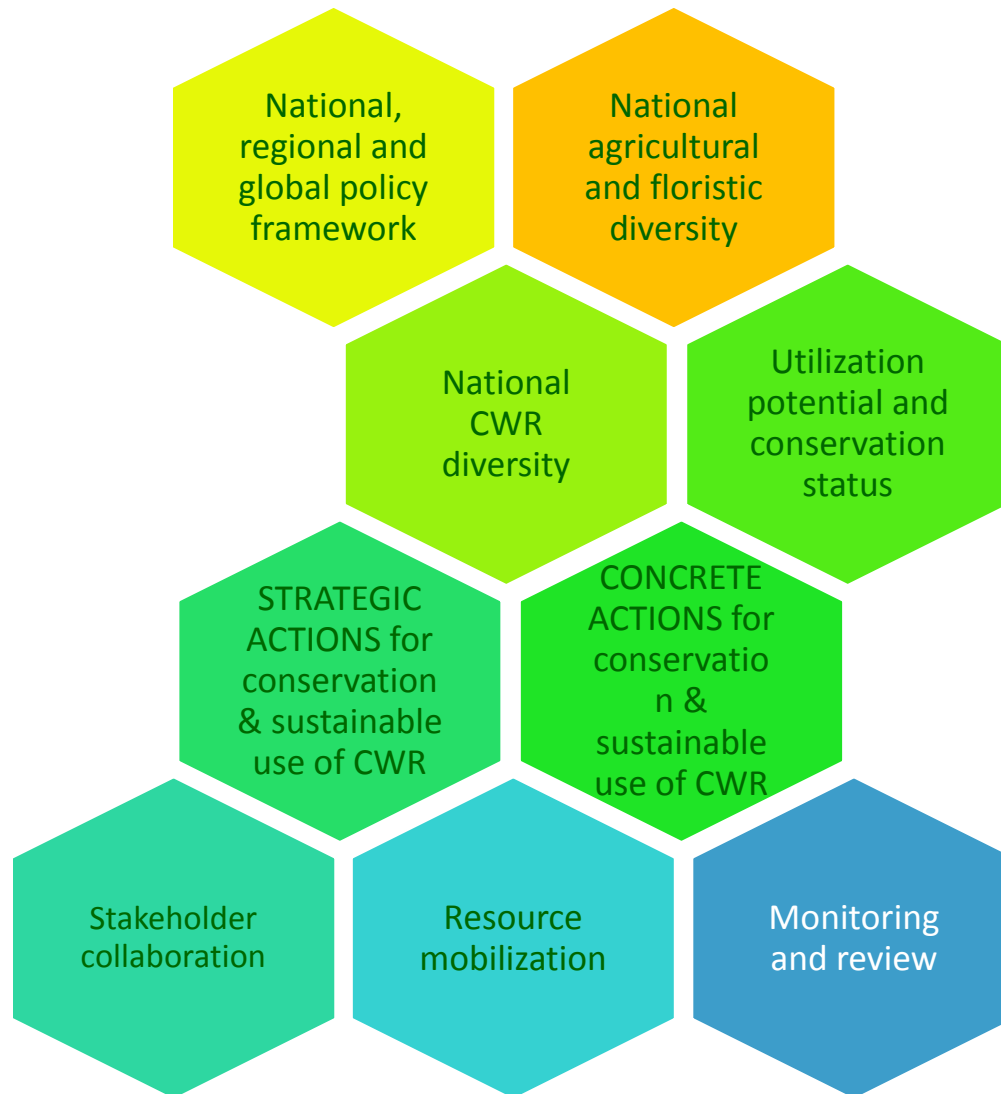 National,
regional and
global policy
framework
National
agricultural
and floristic
diversity
National
CWR
diversity
Utilization
potential and
conservation
status
STRATEGIC
ACTIONS for
conservation
& sustainable
use of CWR
CONCRETE
ACTIONS for
conservatio
n &
sustainable
use of CWR
Stakeholder
collaboration
Resource
mobilization
Monitoring
and review